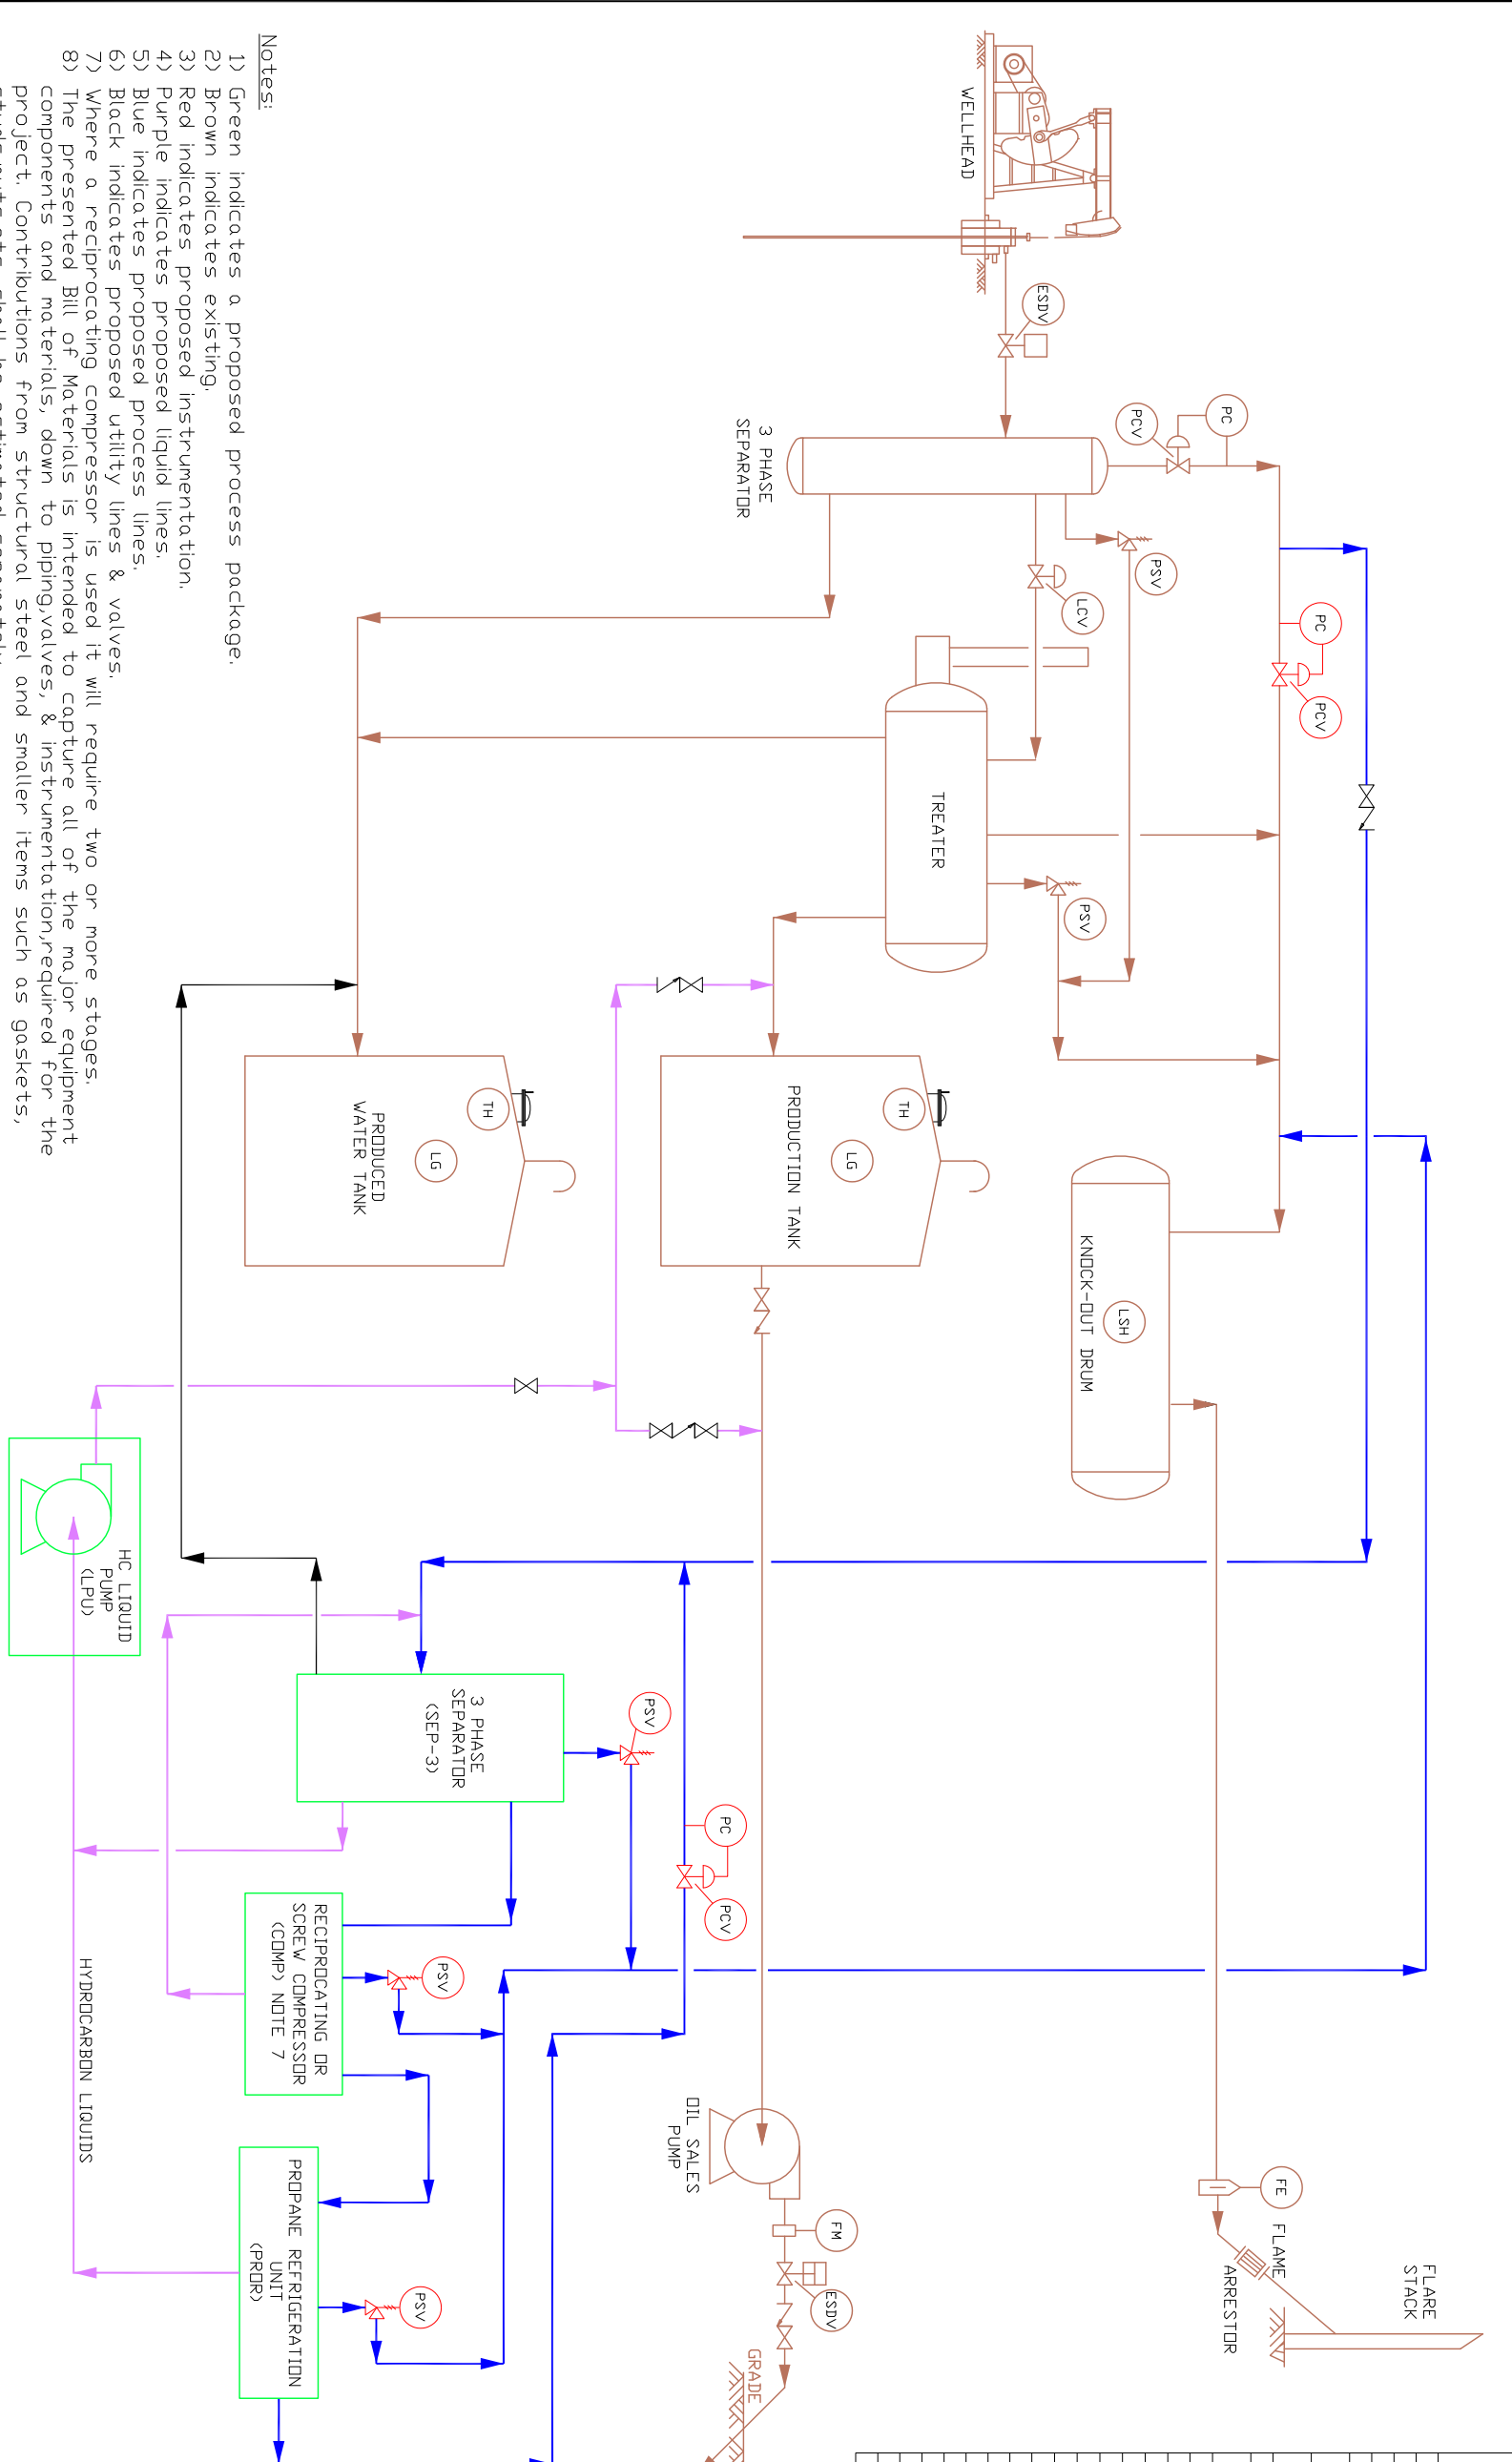 WELLHEAD
ESDV
3 PHASE
SEPARATOR
PCV
PC
PSV
LCV
PC
PCV
TREATER
PSV
TH
LG
PRODUCED
WATER TANK
TH
LG
PRODUCTION TANK
LSH
KNOCK-OUT DRUM
HC LIQUID
PUMP
(LPU)
3 PHASE
SEPARATOR
(SEP-3)
PSV
PC
PCV
RECIPROCATING OR
SCREW COMPRESSOR
(COMP) NOTE 7
PSV
HYDROCARBON LIQUIDS
PROPANE REFRIGERATION
UNIT
(PROR)
PSV
OIL SALES
PUMP
FM
ESDV
GRADE
FE
FLAME
ARRESTOR
FLARE
STACK
Notes:
1) Green indicates a proposed process package.
2) Brown indicates existing.
3) Red indicates proposed instrumentation.
4) Purple indicates proposed liquid lines.
5) Blue indicates proposed process lines.
6) Black indicates proposed utility lines & valves.
7) Where a reciprocating compressor is used it will require two or more stages.
8) The presented Bill of Materials is intended to capture all of the major equipment
components and materials, down to piping,valves, & instrumentation,required for the
project. Contributions from structural steel and smaller items such as gaskets,